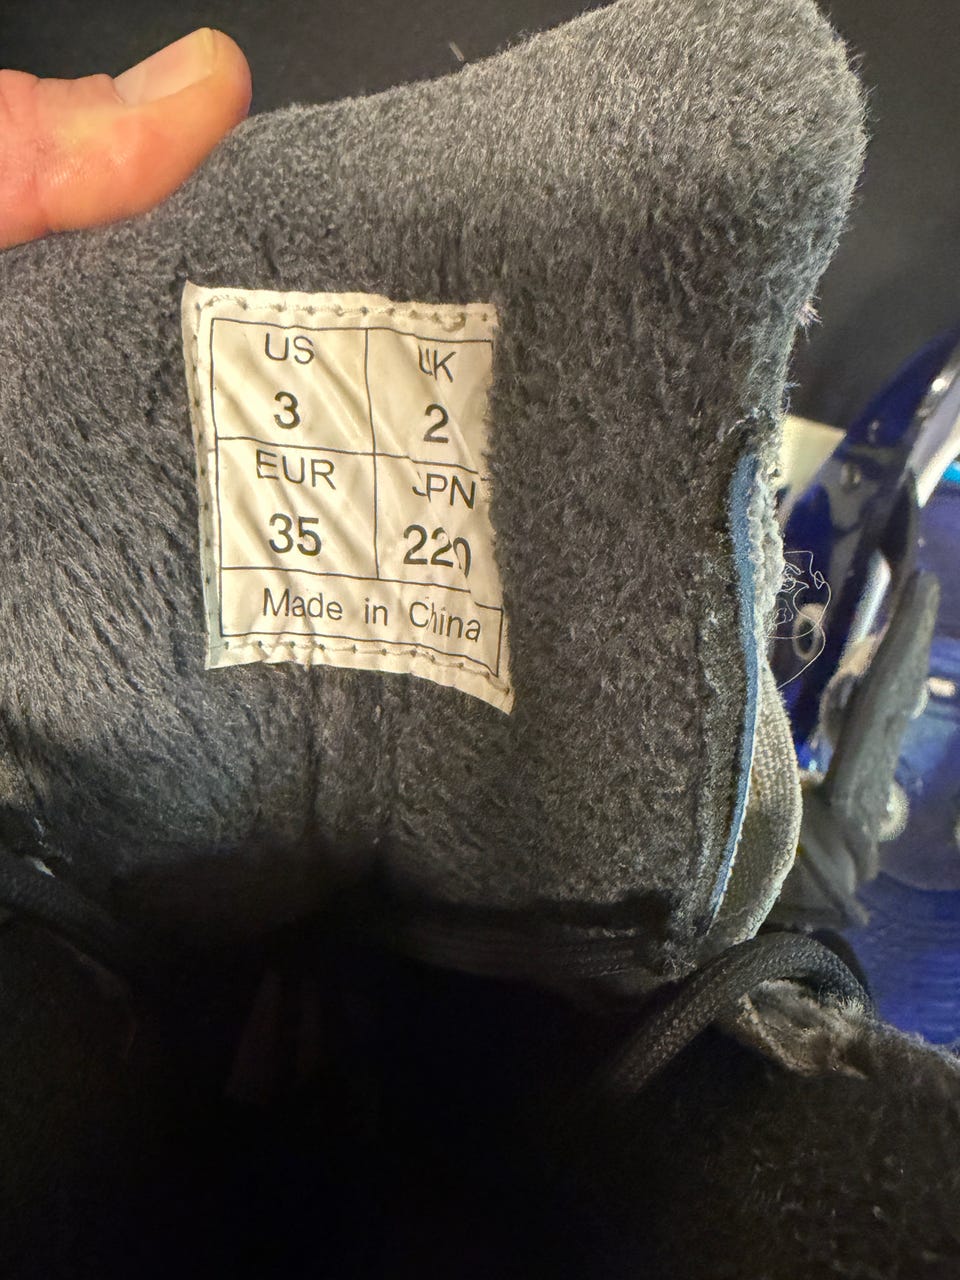 US UK
3 2
EUR JPN
35 220
Made in China